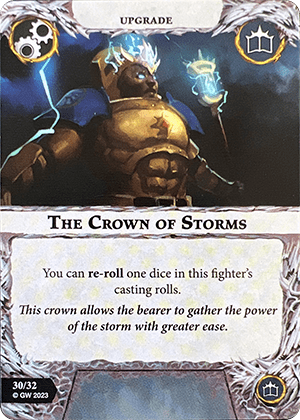 UPGRADE
THE CROWN OF STORMS
You can re-roll one dice in this fighter's
casting rolls.
This crown allows the bearer to gather the power
of the storm with greater ease.
30/32
© GW 2023